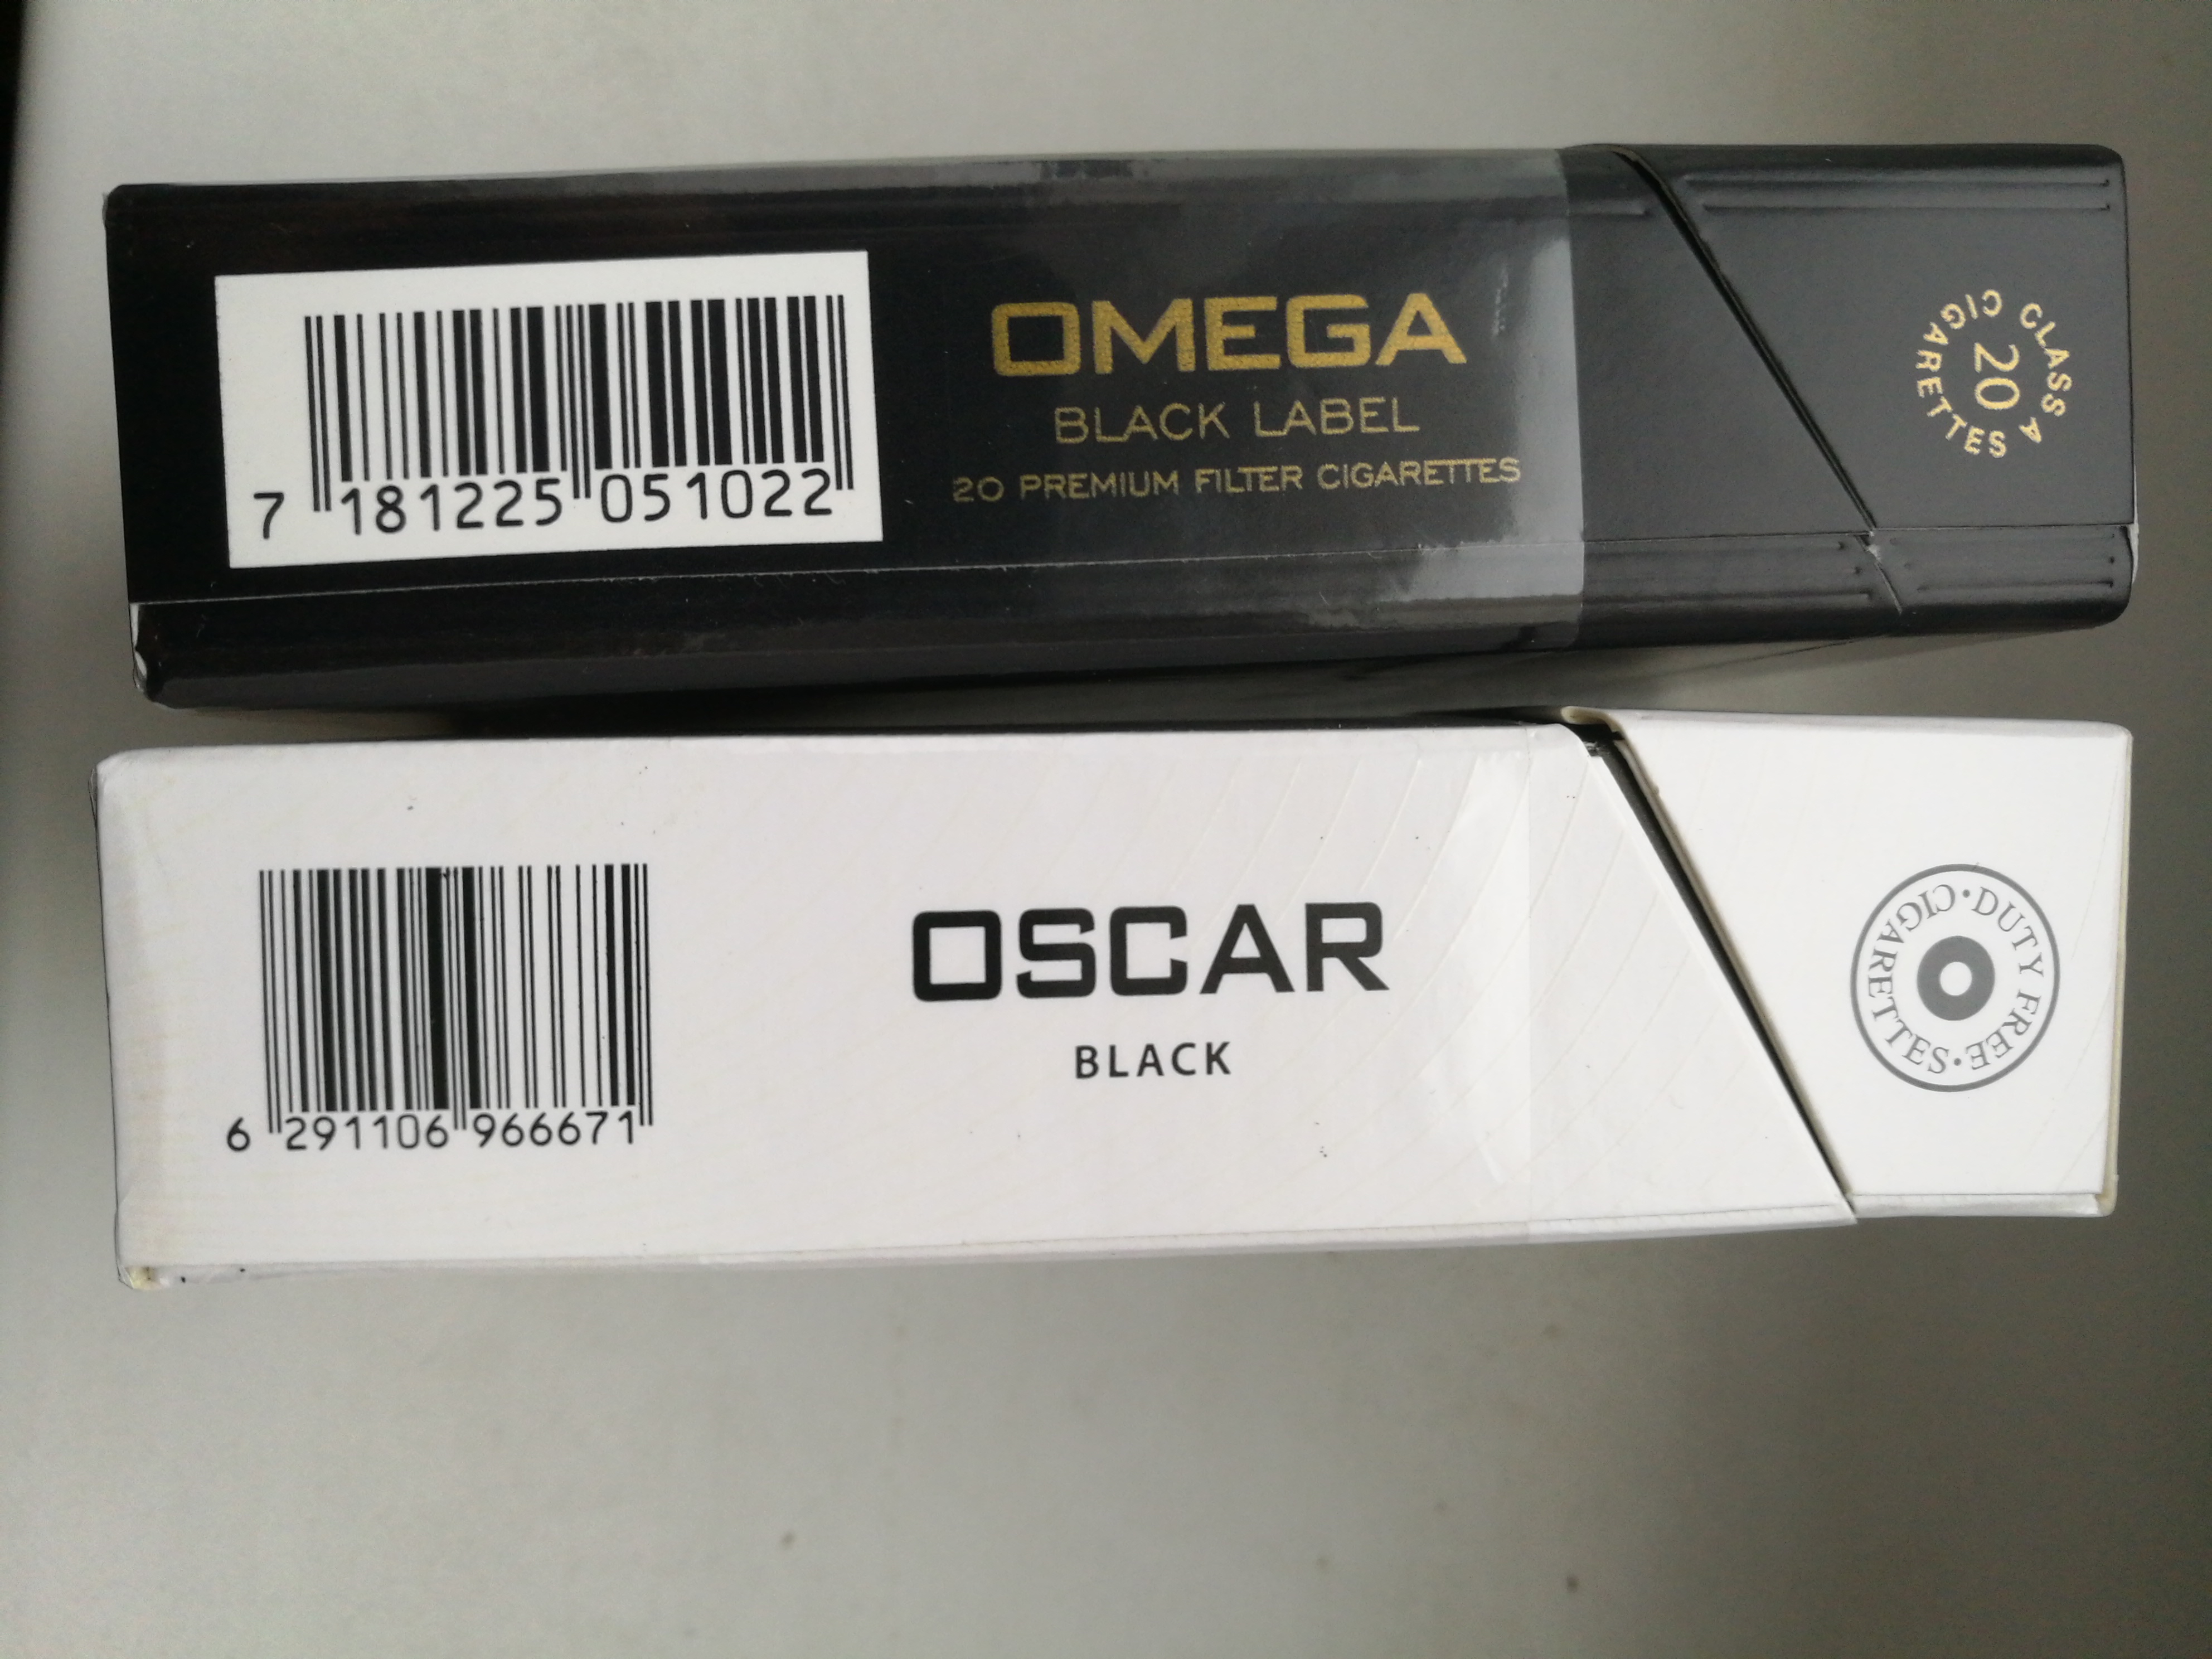 7 181225 051022
OMEGA
BLACK LABEL
20 PREMIUM FILTER CIGARETTES
CLASS A
CIGARETTES
20
6 291106 966671
OSCAR
BLACK
DUTY FREE
CIGARETTES